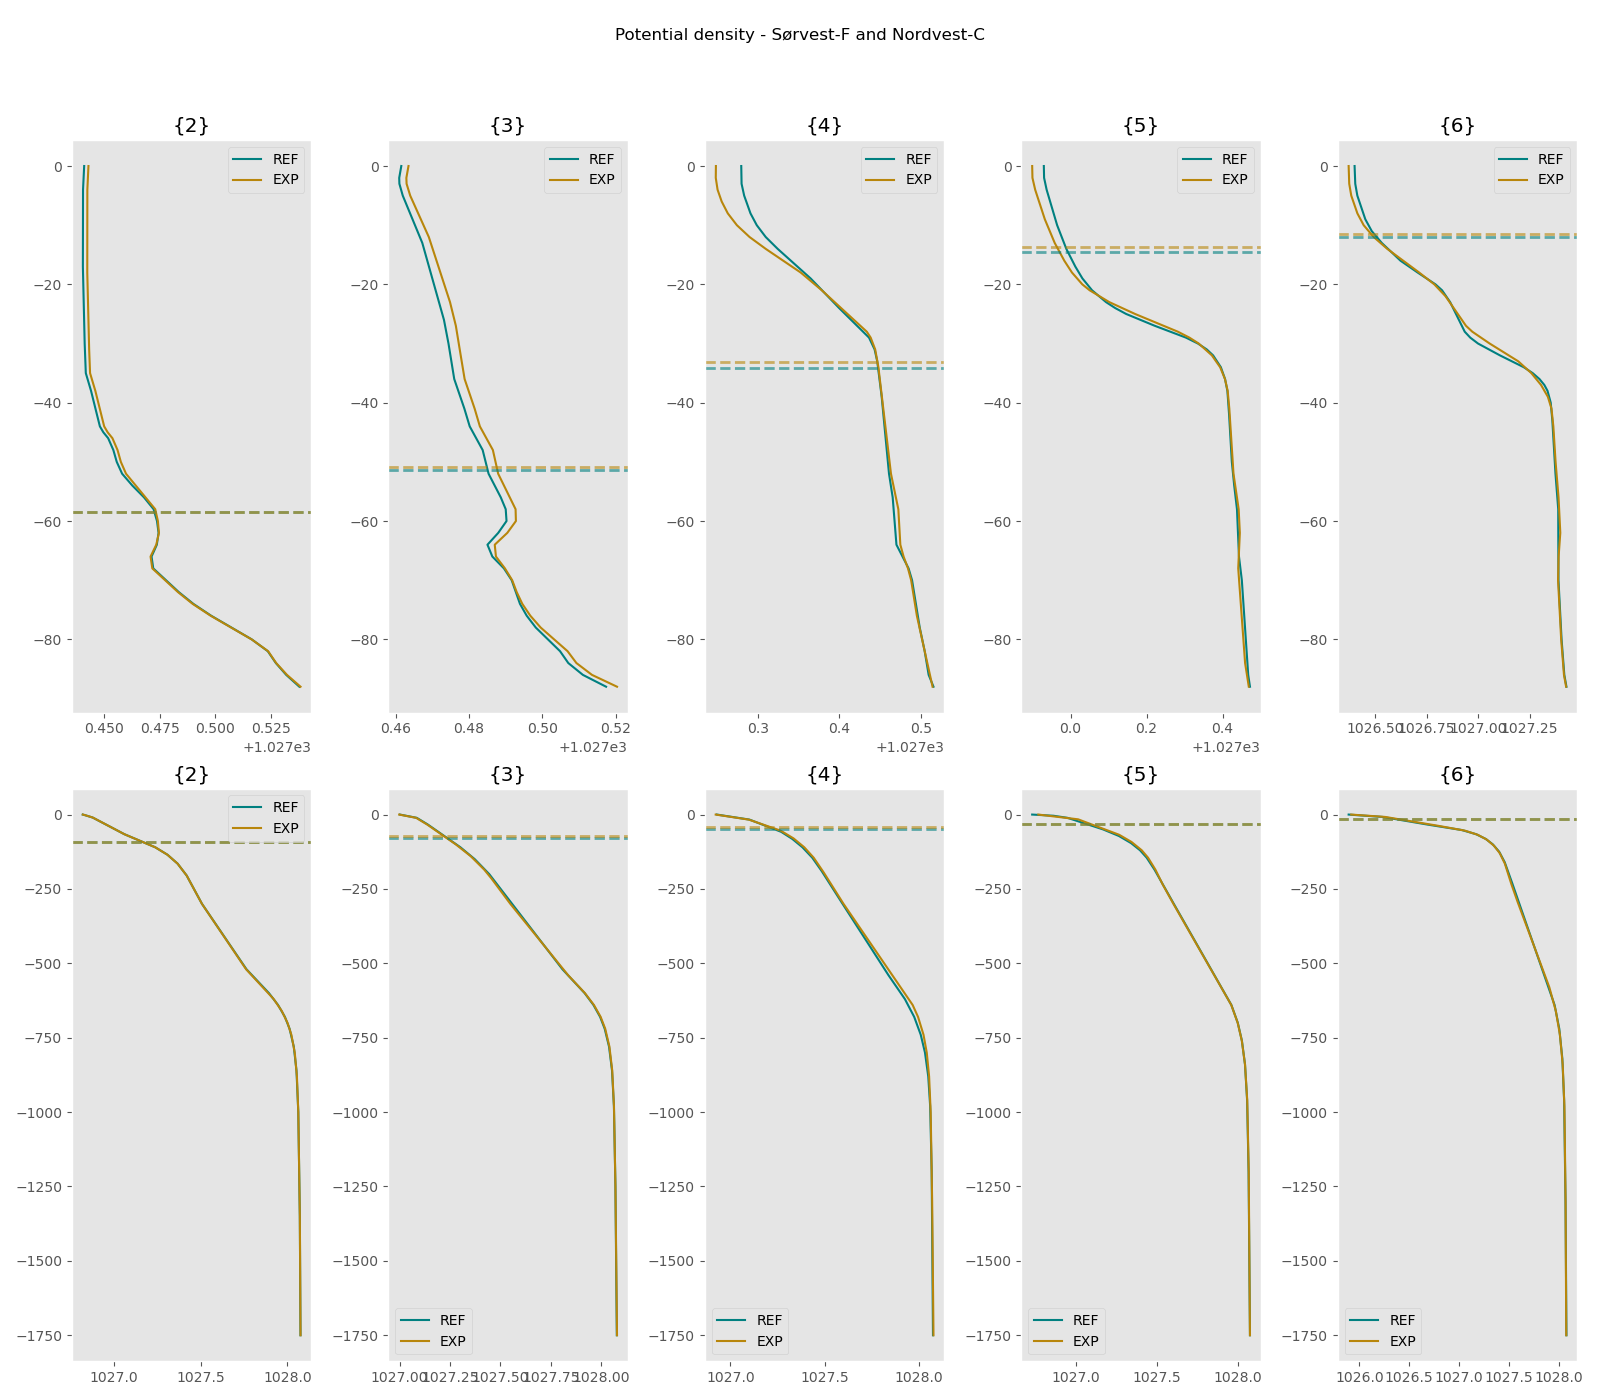 Potential density - Sørvest-F and Nordvest-C
{2} {3} {4} {5} {6}
REF REF REF REF REF
EXP EXP EXP EXP EXP
0 0 0 0 0
−20 −20 −20 −20 −20
−40 −40 −40 −40 −40
−60 −60 −60 −60 −60
−80 −80 −80 −80 −80
0.450 0.475 0.500 0.525 0.46 0.48 0.50 0.52 0.3 0.4 0.5 0.0 0.2 0.4 1026.50 1026.75 1027.00 1027.25
+1.027e3 +1.027e3 +1.027e3 +1.027e3
{2} {3} {4} {5} {6}
REF
EXP
0 0 0 0 0
−250 −250 −250 −250 −250
−500 −500 −500 −500 −500
−750 −750 −750 −750 −750
−1000 −1000 −1000 −1000 −1000
−1250 −1250 −1250 −1250 −1250
−1500 −1500 −1500 −1500 −1500
−1750 −1750 −1750 −1750 −1750
REF REF REF REF
EXP EXP EXP EXP
1027.0 1027.5 1028.0 1027.00 1027.25 1027.50 1027.75 1028.00 1027.0 1027.5 1028.0 1027.0 1027.5 1028.0 1026.0 1026.5 1027.0 1027.5 1028.0